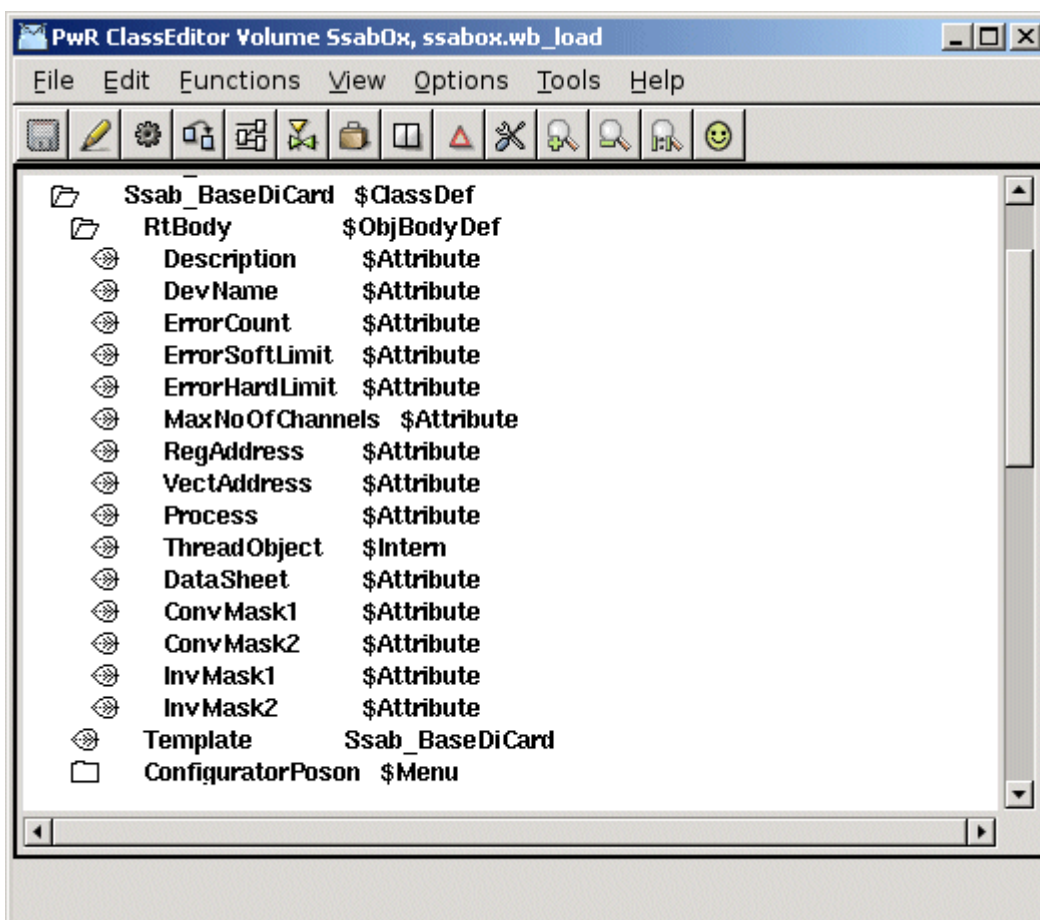 PwR ClassEditor Volume SsabOx, ssabox.wb_load
File Edit Functions View Options Tools Help
Ssab_BaseDiCard $ClassDef
RtBody $ObjBodyDef
Description $Attribute
DevName $Attribute
ErrorCount $Attribute
ErrorSoftLimit $Attribute
ErrorHardLimit $Attribute
MaxNoOfChannels $Attribute
RegAddress $Attribute
VectAddress $Attribute
Process $Attribute
ThreadObject $Intern
DataSheet $Attribute
ConvMask1 $Attribute
ConvMask2 $Attribute
InvMask1 $Attribute
InvMask2 $Attribute
Template Ssab_BaseDiCard
ConfiguratorPoson $Menu